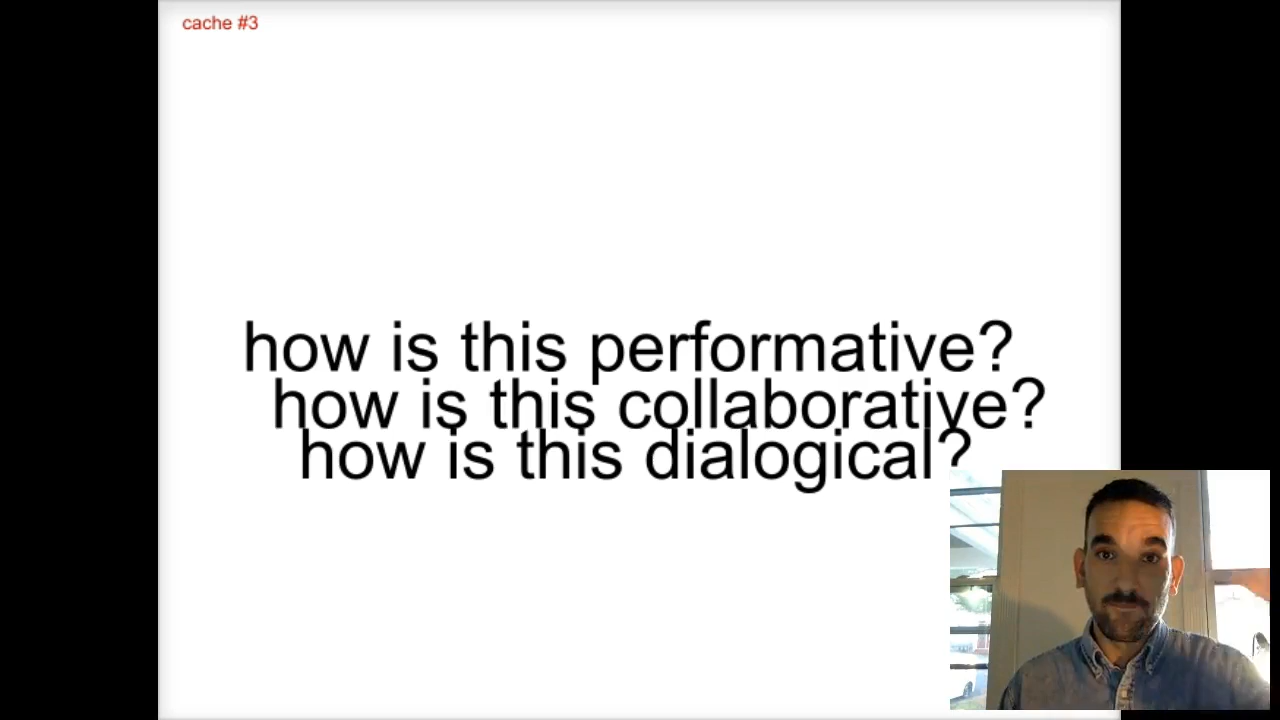 cache #3
how is this performative?
how is this collaborative?
how is this dialogical?